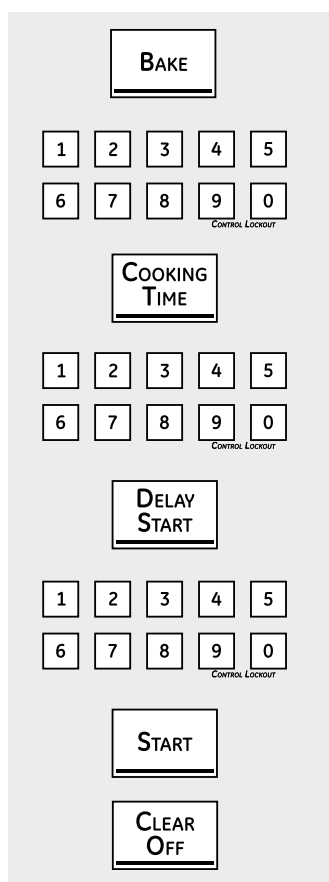 BAKE
1 2 3 4 5
6 7 8 9 0
CONTROL LOCKOUT
COOKING
TIME
1 2 3 4 5
6 7 8 9 0
CONTROL LOCKOUT
DELAY
START
1 2 3 4 5
6 7 8 9 0
CONTROL LOCKOUT
START
CLEAR
OFF